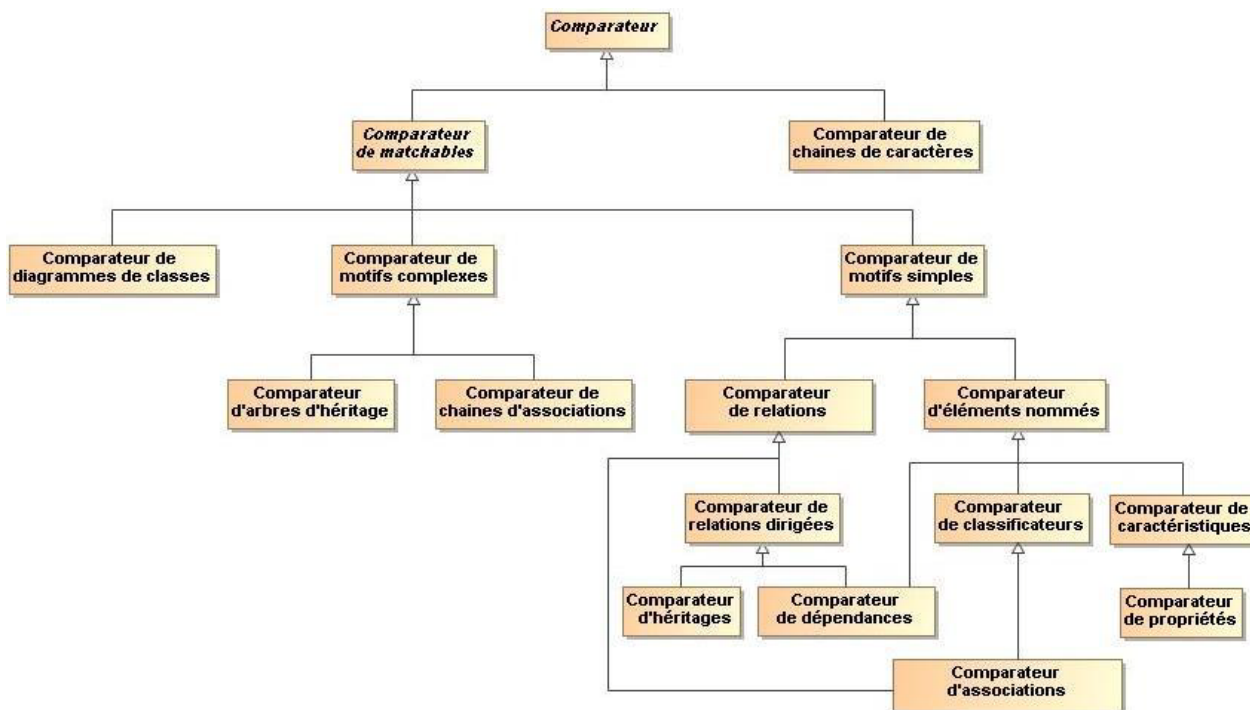 Comparateur
Comparateur
de matchables
Comparateur de
chaines de caractères
Comparateur de
diagrammes de classes
Comparateur de
motifs complexes
Comparateur de
motifs simples
Comparateur
d'arbres d'héritage
Comparateur de
chaines d'associations
Comparateur
de relations
Comparateur
d'éléments nommés
Comparateur de
relations dirigées
Comparateur
de classificateurs
Comparateur de
caractéristiques
Comparateur
d'héritages
Comparateur
de dépendances
Comparateur
de propriétés
Comparateur
d'associations